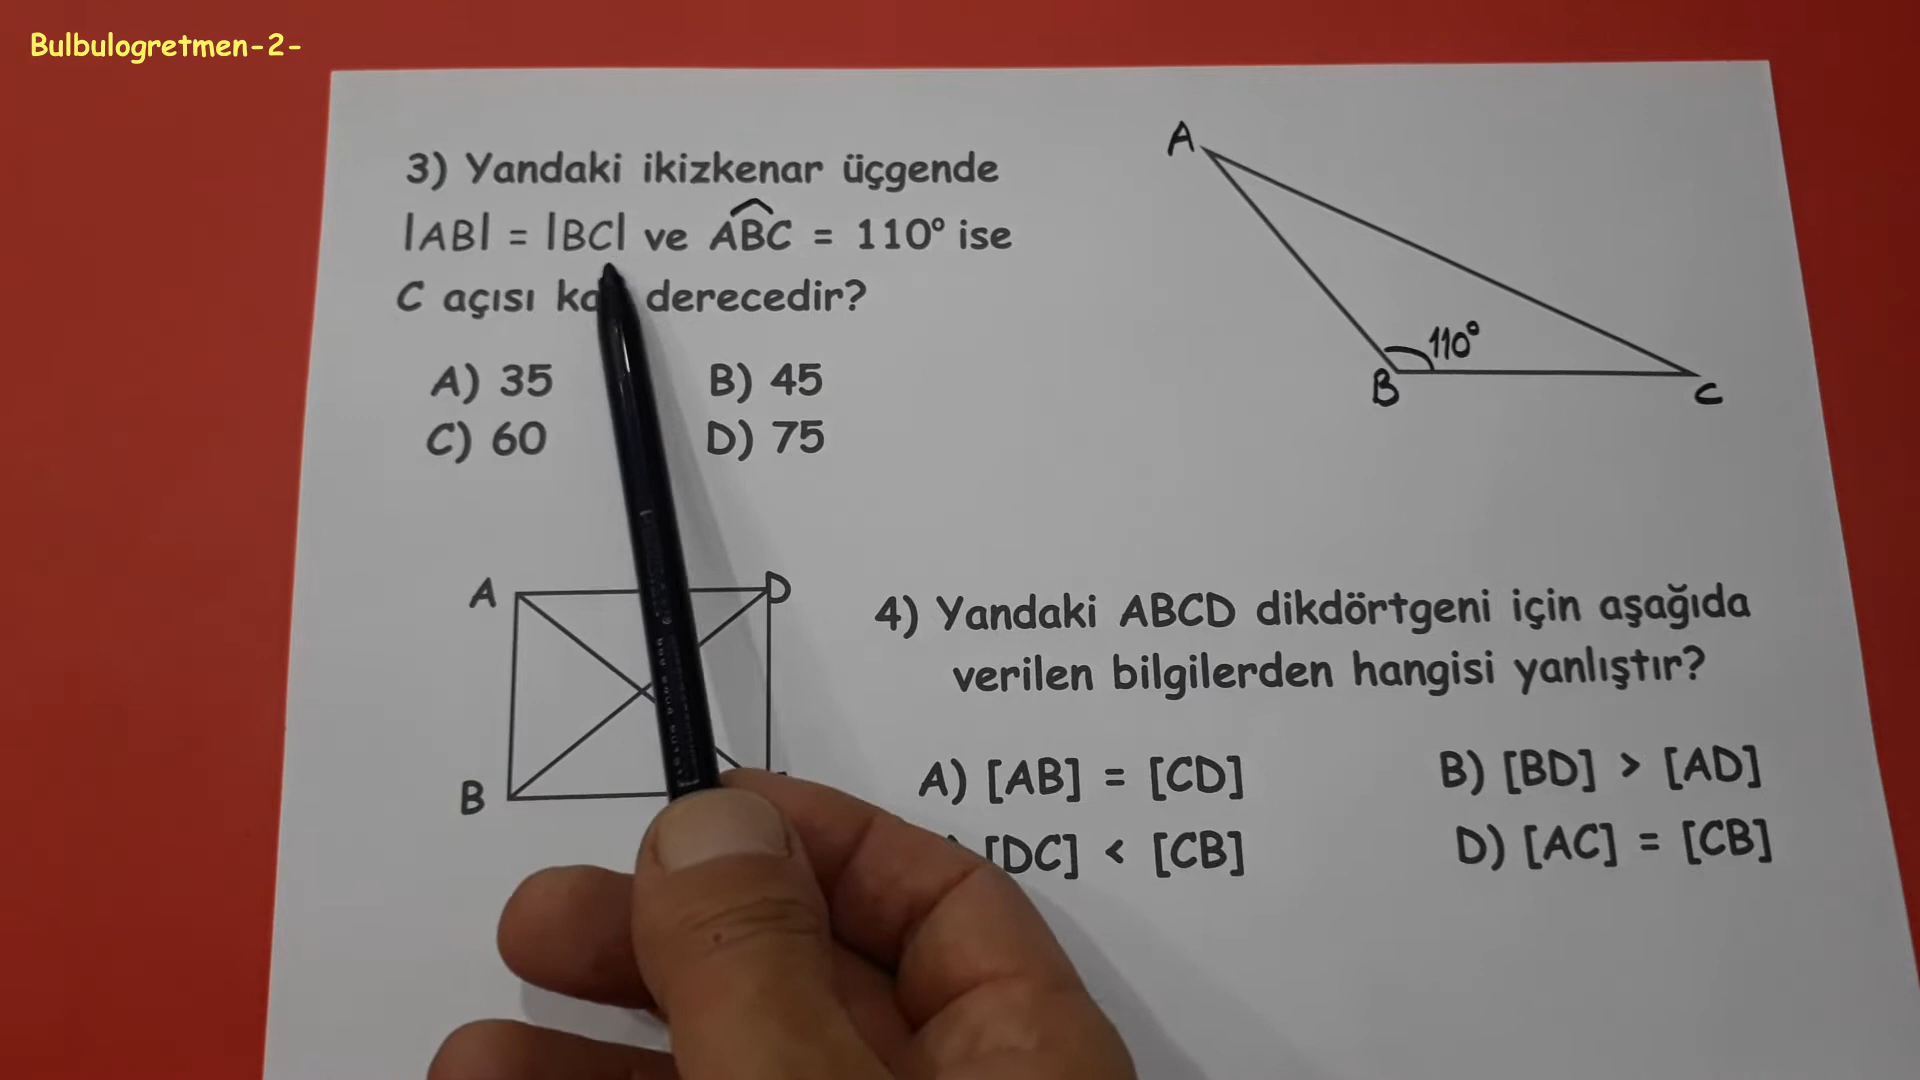 Bulbulogretmen-2-
3) Yandaki ikizkenar üçgende
|AB| = |BC| ve ABC = 110° ise
C açısı derecedir?
A) 35 B) 45
C) 60 D) 75
A
110°
B
C
A D
B
4) Yandaki ABCD dikdörtgeni için aşağıda
verilen bilgilerden hangisi yanlıştır?
A) [AB] = [CD] B) [BD] > [AD]
[DC] < [CB] D) [AC] = [CB]